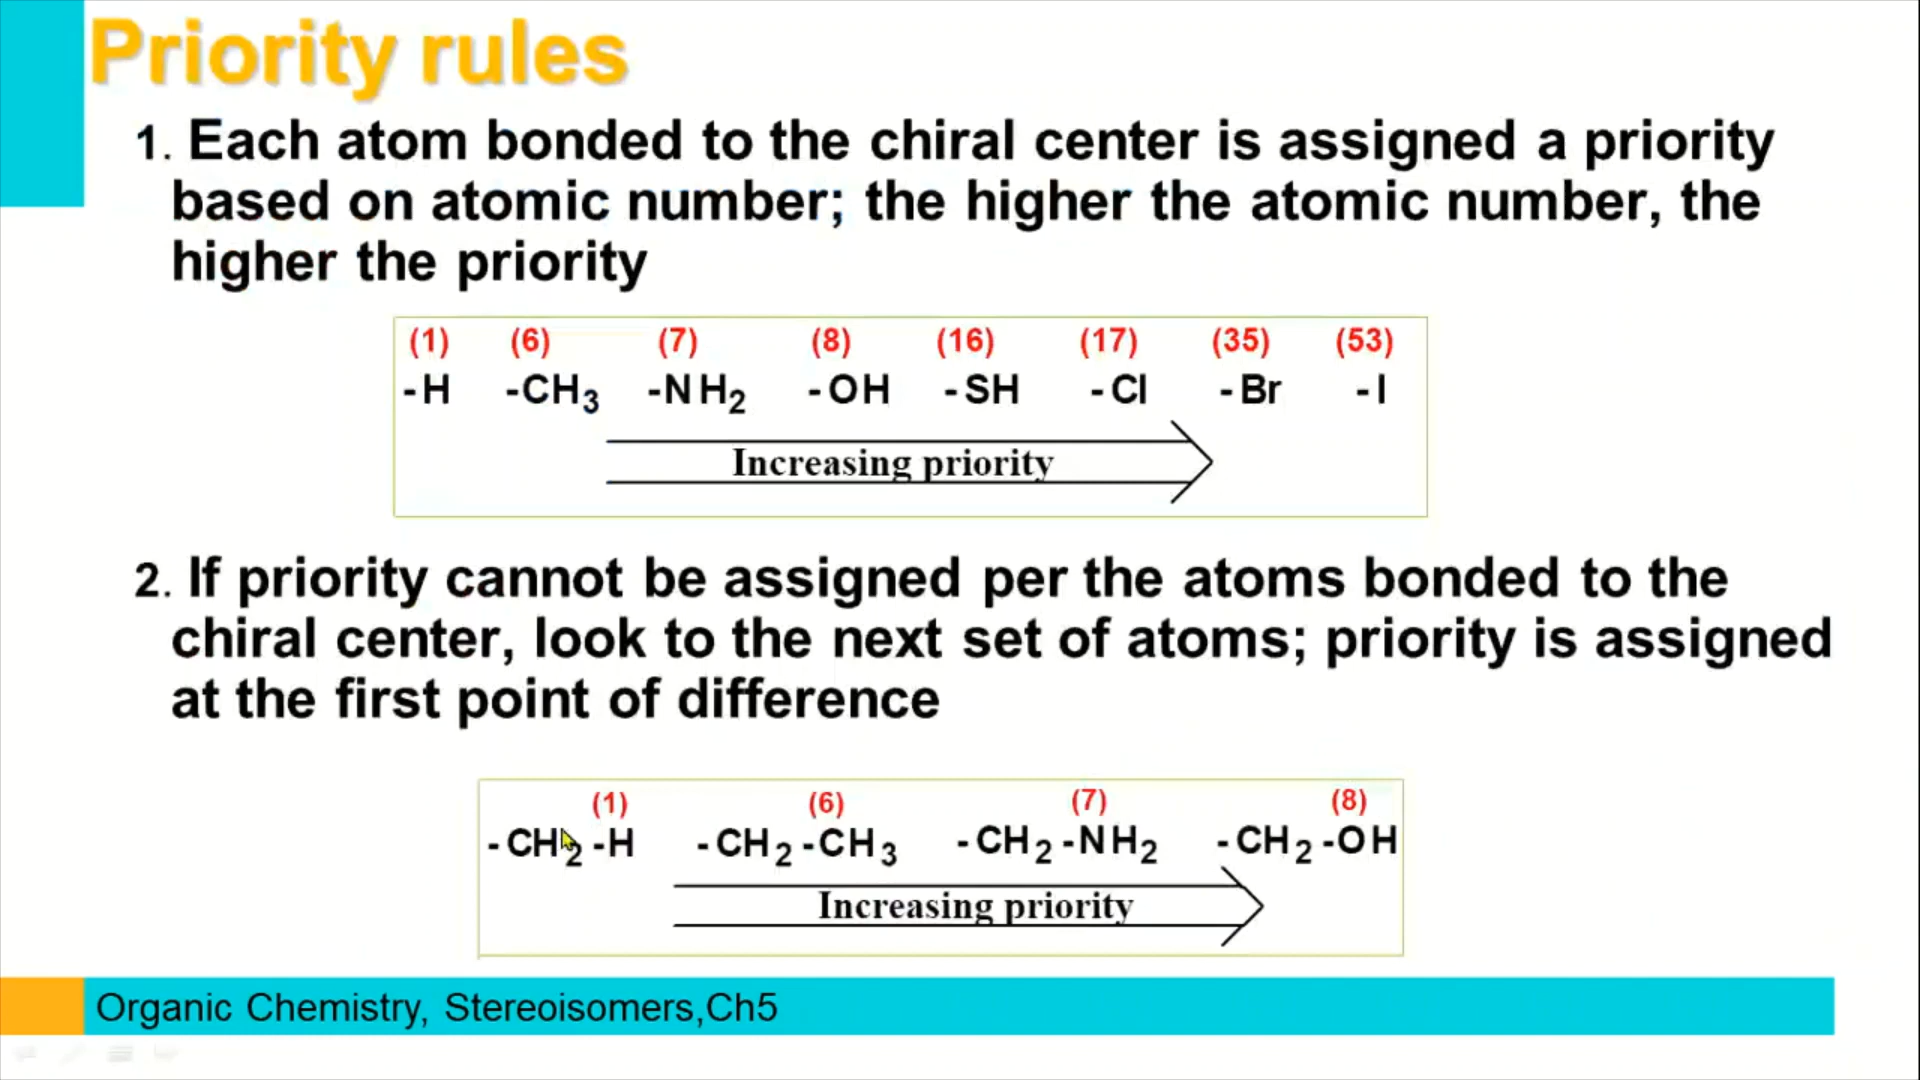 Priority rules
1. Each atom bonded to the chiral center is assigned a priority
based on atomic number; the higher the atomic number, the
higher the priority
(1) (6) (7) (8) (16) (17) (35) (53)
-H -CH3 -NH2 -OH -SH -Cl -Br -I
Increasing priority
2. If priority cannot be assigned per the atoms bonded to the
chiral center, look to the next set of atoms; priority is assigned
at the first point of difference
(1) (6) (7) (8)
-CH2-H -CH2-CH3 -CH2-NH2 -CH2-OH
Increasing priority
Organic Chemistry, Stereoisomers,Ch5